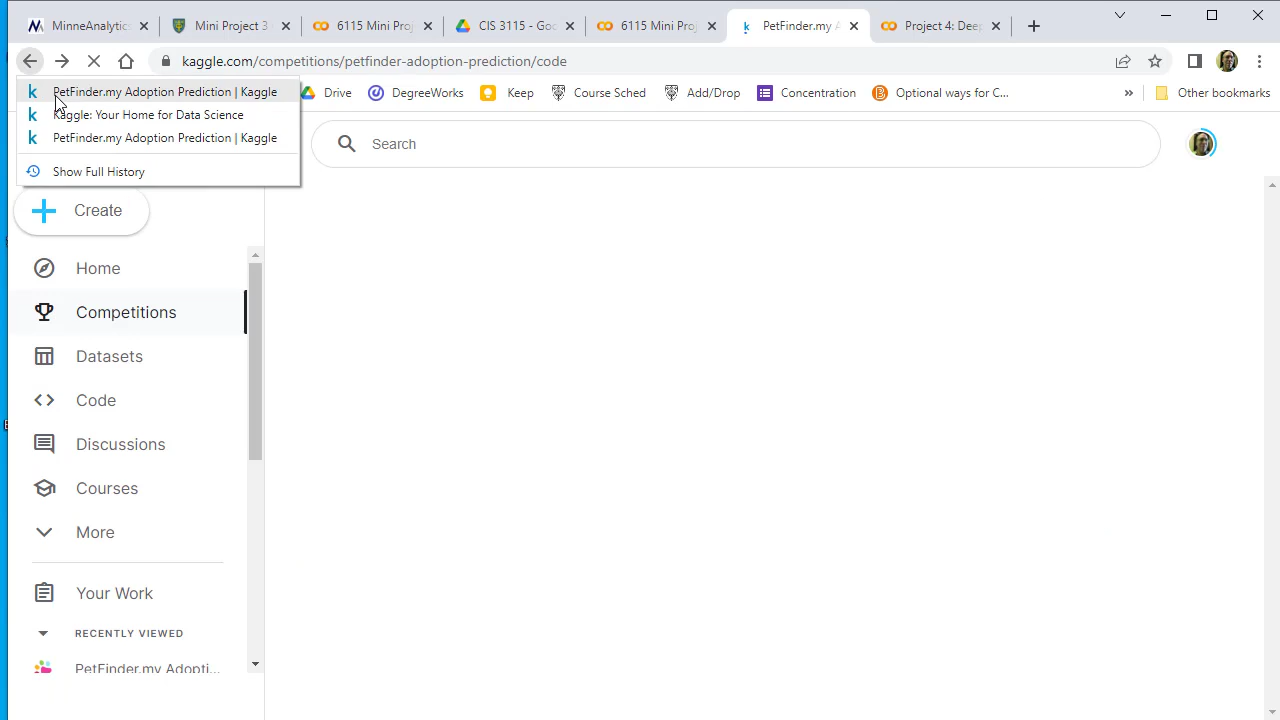 MinneAnalytics
Mini Project 3
6115 Mini Proj
CIS 3115 - Goo
6115 Mini Proj
PetFinder.my A
Project 4: Deep
kaggle.com/competitions/petfinder-adoption-prediction/code
PetFinder.my Adoption Prediction | Kaggle
Kaggle: Your Home for Data Science
PetFinder.my Adoption Prediction | Kaggle
Show Full History
Drive
DegreeWorks
Keep
Course Sched
Add/Drop
Concentration
Optional ways for C...
»
Other bookmarks
Search
Create
Home
Competitions
Datasets
Code
Discussions
Courses
More
Your Work
RECENTLY VIEWED
PetFinder.my Adopti...